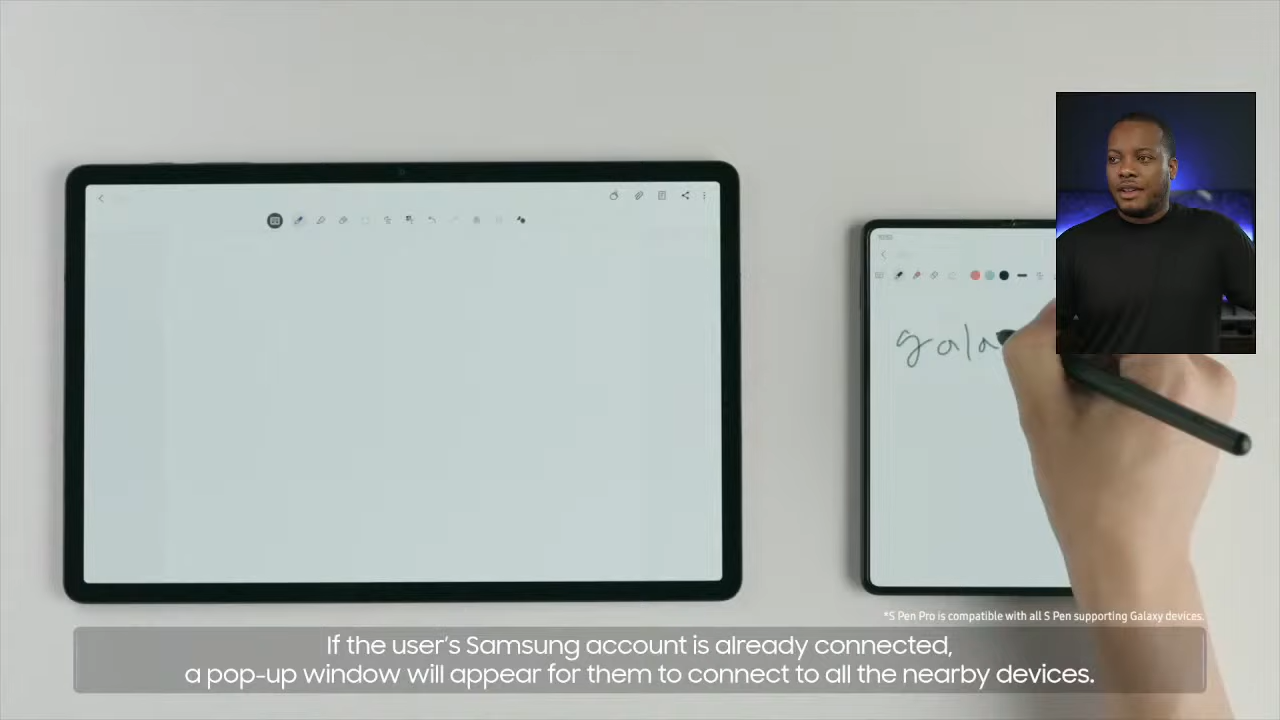 gala
*S Pen Pro is compatible with all S Pen supporting Galaxy devices.
If the user's Samsung account is already connected,
a pop-up window will appear for them to connect to all the nearby devices.